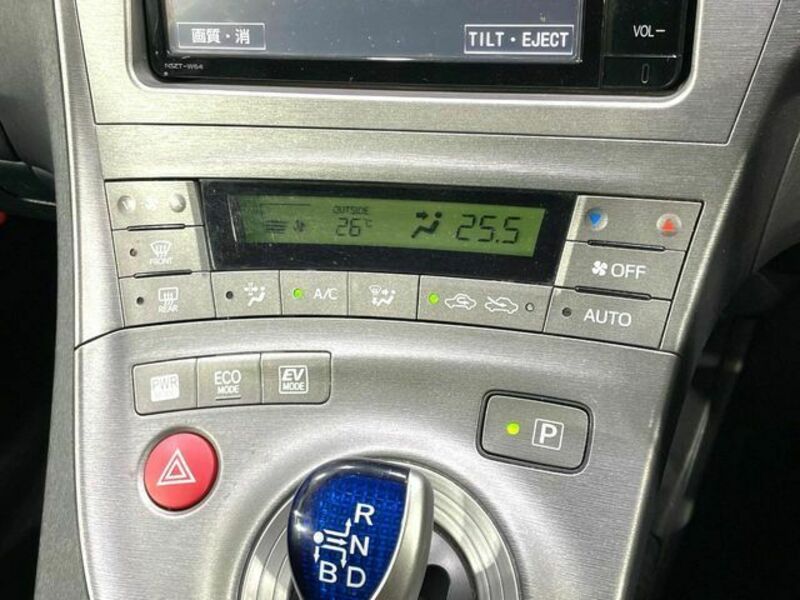 画質・消
TILT・EJECT
VOL−
NSZT-W64
OUTSIDE
26℃
25.5
FRONT
OFF
REAR
A/C
AUTO
PWR
MODE
ECO
MODE
EV
MODE
P
R
N
B D